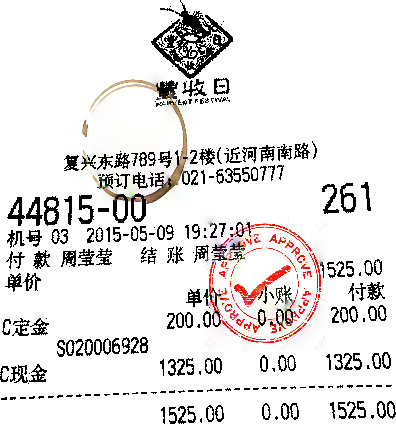 豐收日
HARVEST FESTIVAL
复兴东路789号1-2楼(近河南南路)
预订电话: 021-63550777
44815-00 261
机号 03 2015-05-09 19:27:01
付 款 周莹莹 结 账 周莹莹
APPROVE APPROVE APPROVE APPROVE
单价 1525.00
单价 小账 付款
C定金 200.00 0.00 200.00
S020006928
C现金 1325.00 0.00 1325.00
1525.00 0.00 1525.00